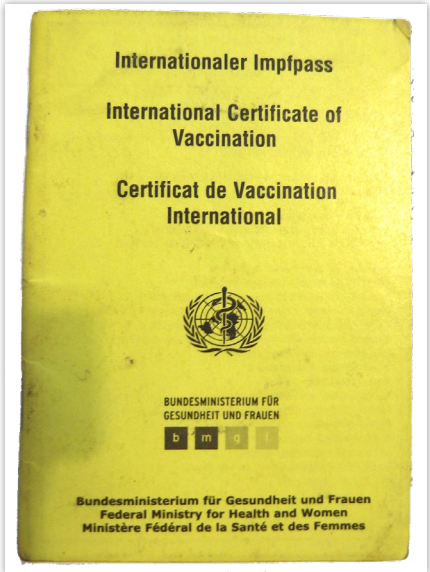 Internationaler Impfpass
International Certificate of
Vaccination
Certificat de Vaccination
International
BUNDESMINISTERIUM FÜR
GESUNDHEIT UND FRAUEN
b m g f
Bundesministerium für Gesundheit und Frauen
Federal Ministry for Health and Women
Ministère Fédéral de la Santé et des Femmes